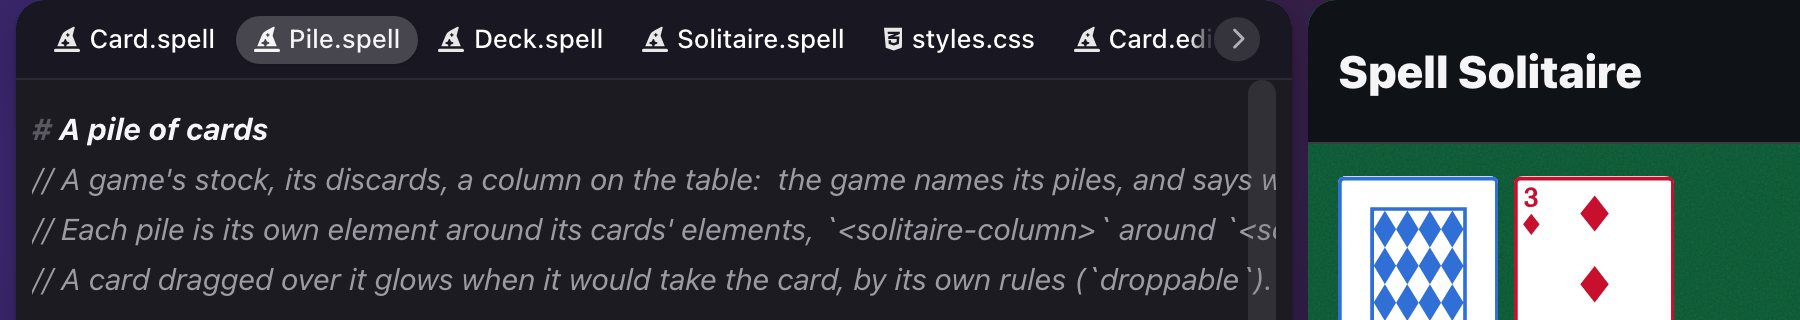 Card.spell Pile.spell Deck.spell Solitaire.spell styles.css Card.edi
# A pile of cards
// A game's stock, its discards, a column on the table:  the game names its piles, and says
// Each pile is its own element around its cards' elements, `<solitaire-column>` around `<so
// A card dragged over it glows when it would take the card, by its own rules (`droppable`).
Spell Solitaire
3